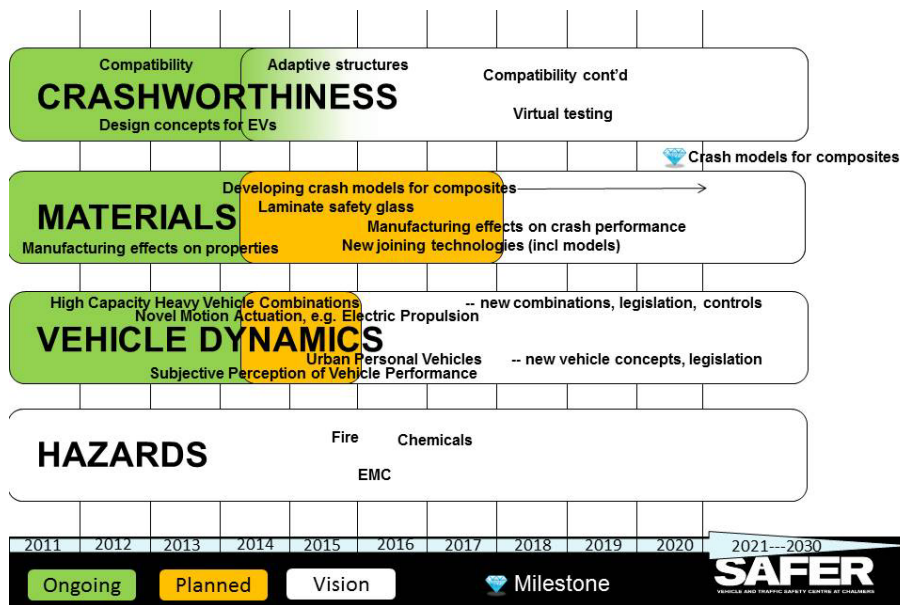 Compatibility
Adaptive structures
Compatibility cont'd
CRASHWORTHINESS
Virtual testing
Design concepts for EVs
Crash models for composites
Developing crash models for composites
Laminate safety glass
MATERIALS
Manufacturing effects on crash performance
Manufacturing effects on properties
New joining technologies (incl models)
High Capacity Heavy Vehicle Combinations
-- new combinations, legislation, controls
Novel Motion Actuation, e.g. Electric Propulsion
VEHICLE DYNAMICS
Urban Personal Vehicles
-- new vehicle concepts, legislation
Subjective Perception of Vehicle Performance
Fire
Chemicals
HAZARDS
EMC
2011
2012
2013
2014
2015
2016
2017
2018
2019
2020
2021---2030
Ongoing
Planned
Vision
Milestone
SAFER
VEHICLE AND TRAFFIC SAFETY CENTRE AT CHALMERS